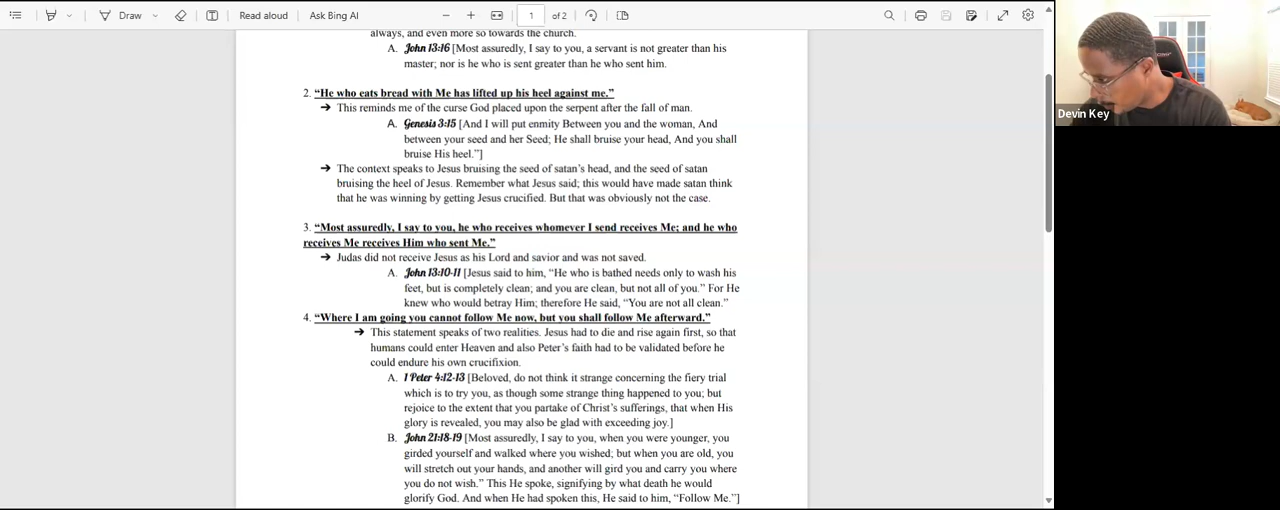 Draw
Read aloud
Ask Bing AI
1
of 2
always, and even more so towards the church.
A. John 13:16 [Most assuredly, I say to you, a servant is not greater than his
master; nor is he who is sent greater than he who sent him.
2. “He who eats bread with Me has lifted up his heel against me.”
➔ This reminds me of the curse God placed upon the serpent after the fall of man.
A. Genesis 3:15 [And I will put enmity Between you and the woman, And
between your seed and her Seed; He shall bruise your head, And you shall
bruise His heel.”]
➔ The context speaks to Jesus bruising the seed of satan’s head, and the seed of satan
bruising the heel of Jesus. Remember what Jesus said; this would have made satan think
that he was winning by getting Jesus crucified. But that was obviously not the case.
3. “Most assuredly, I say to you, he who receives whomever I send receives Me; and he who
receives Me receives Him who sent Me.”
➔ Judas did not receive Jesus as his Lord and savior and was not saved.
A. John 13:10-11 [Jesus said to him, “He who is bathed needs only to wash his
feet, but is completely clean; and you are clean, but not all of you.” For He
knew who would betray Him; therefore He said, “You are not all clean.”
4. “Where I am going you cannot follow Me now, but you shall follow Me afterward.”
➔ This statement speaks of two realities. Jesus had to die and rise again first, so that
humans could enter Heaven and also Peter’s faith had to be validated before he
could endure his own crucifixion.
A. 1 Peter 4:12-13 [Beloved, do not think it strange concerning the fiery trial
which is to try you, as though some strange thing happened to you; but
rejoice to the extent that you partake of Christ’s sufferings, that when His
glory is revealed, you may also be glad with exceeding joy.]
B. John 21:18-19 [Most assuredly, I say to you, when you were younger, you
girded yourself and walked where you wished; but when you are old, you
will stretch out your hands, and another will gird you and carry you where
you do not wish.” This He spoke, signifying by what death he would
glorify God. And when He had spoken this, He said to him, “Follow Me.”]
Devin Key